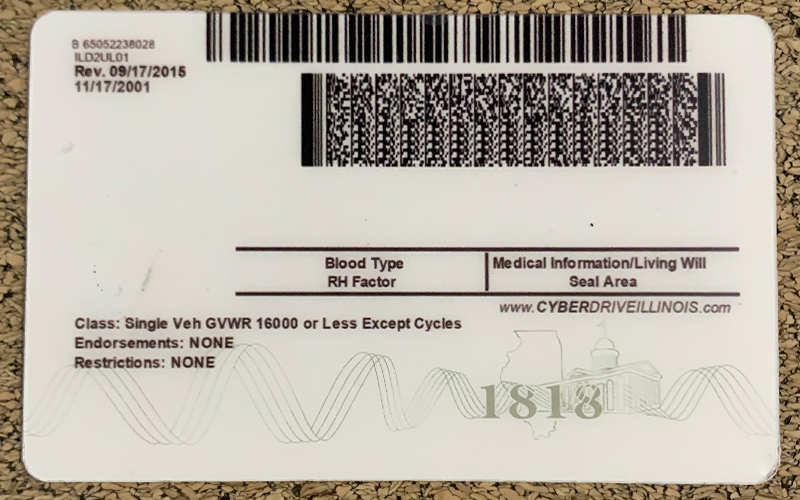 B 65052238028
ILD2UL01
Rev. 09/17/2015
11/17/2001
Blood Type
RH Factor
Medical Information/Living Will
Seal Area
www.CYBERDRIVEILLINOIS.com
Class: Single Veh GVWR 16000 or Less Except Cycles
Endorsements: NONE
Restrictions: NONE
1818